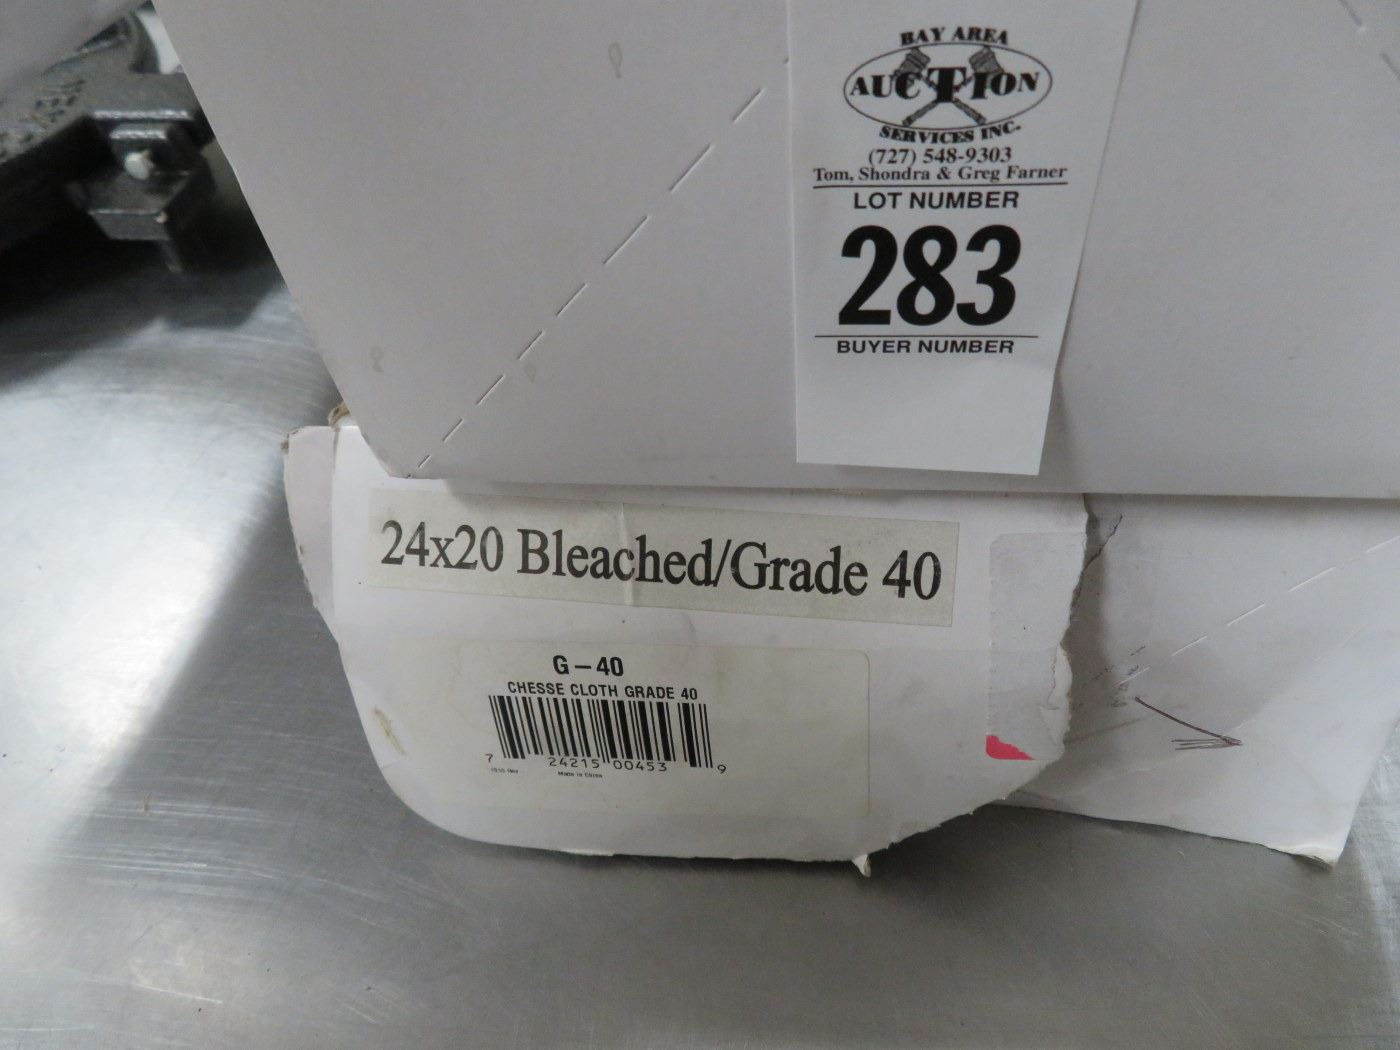 BAY AREA
AUCTION
SERVICES INC.
(727) 548-9303
Tom, Shondra & Greg Farner
LOT NUMBER
283
BUYER NUMBER
24x20 Bleached/Grade 40
G-40
CHESSE CLOTH GRADE 40
7 24215 00453 9
Made in China